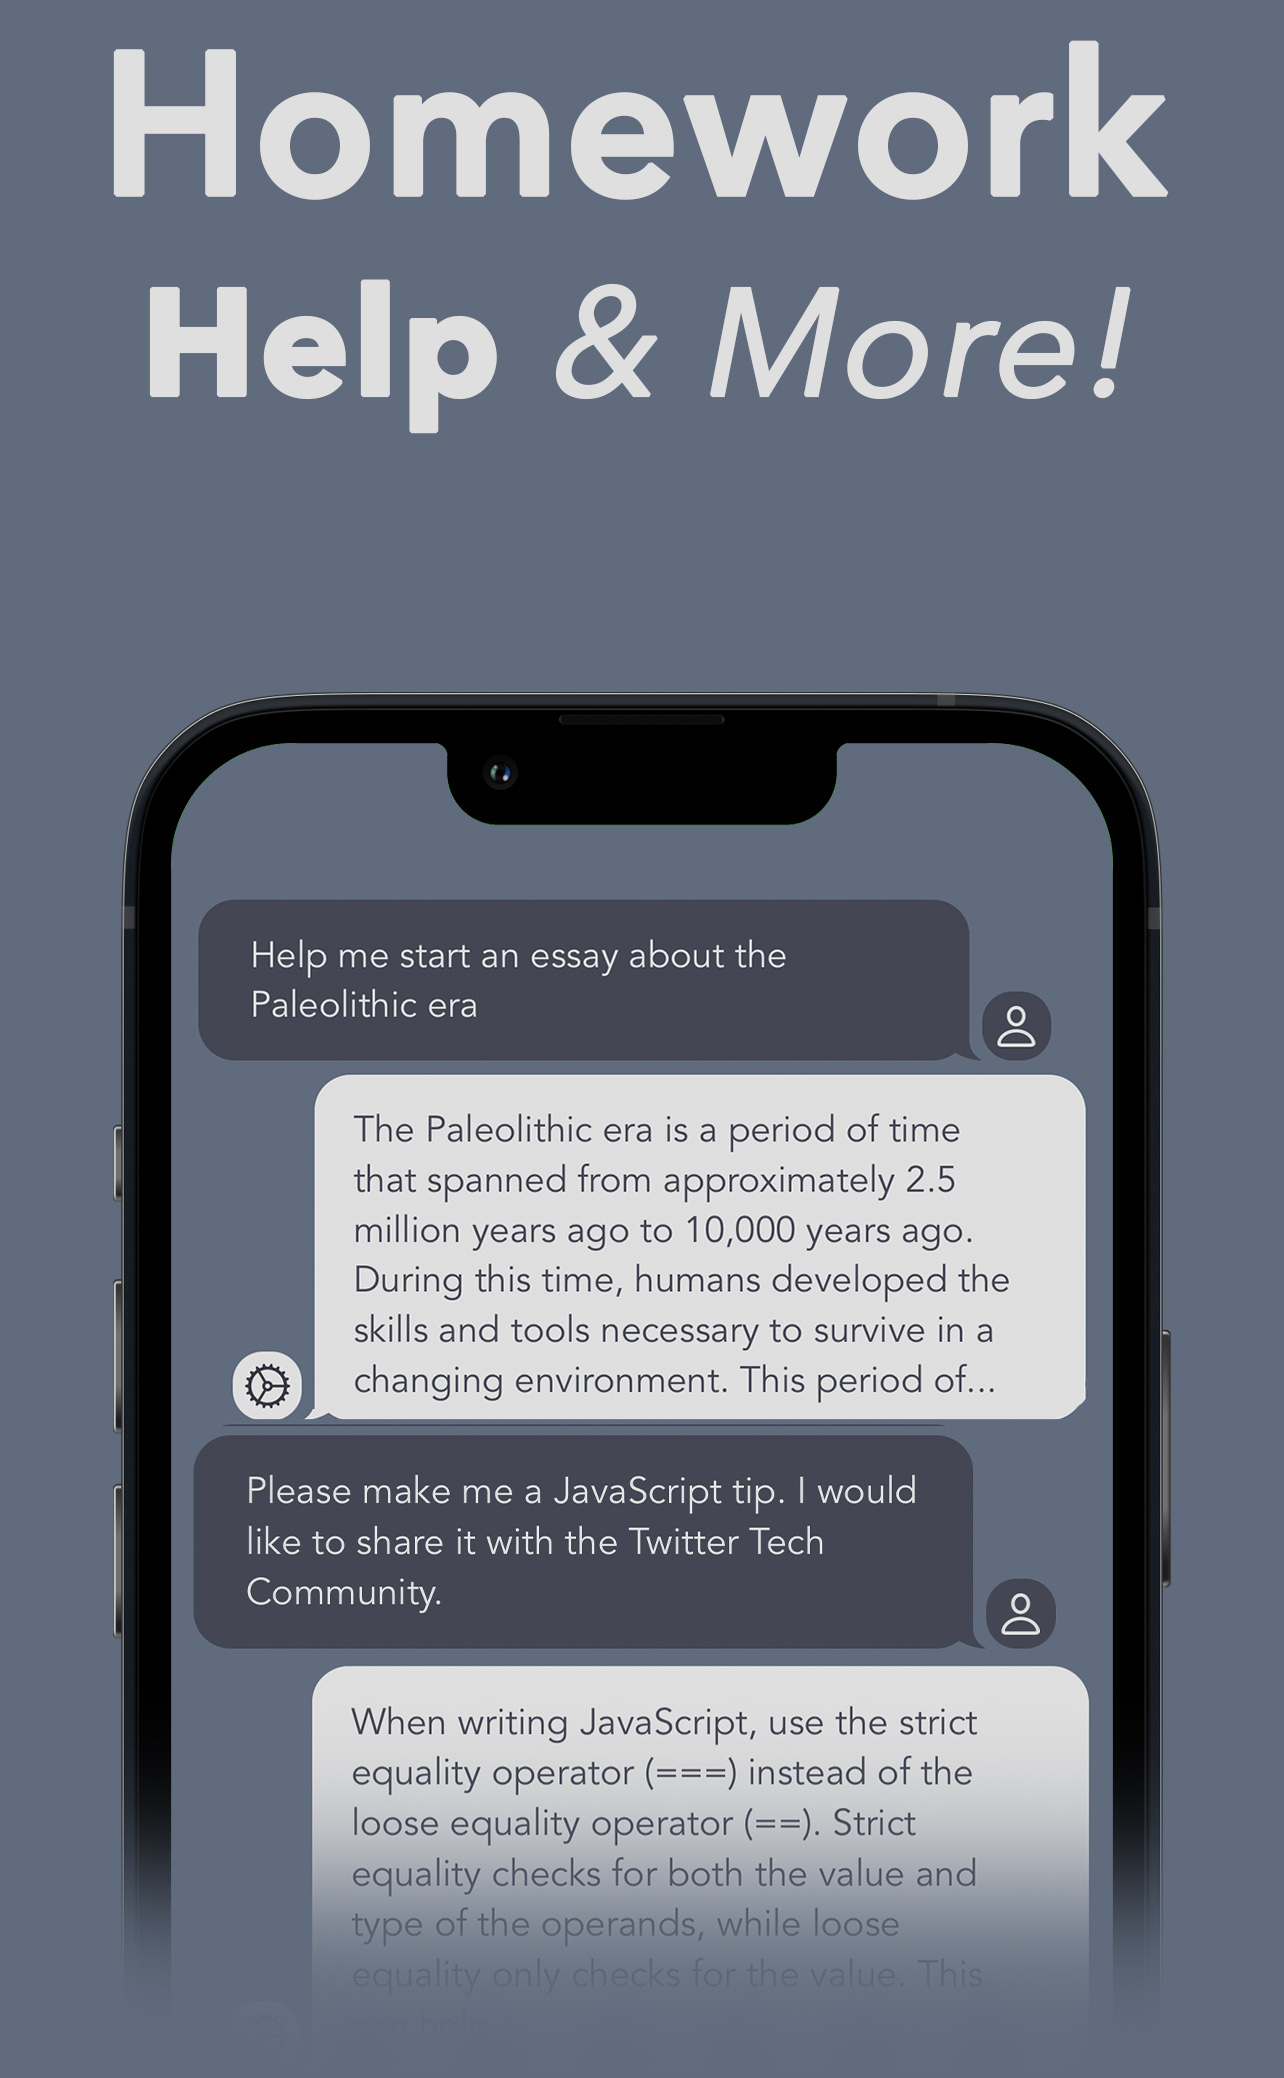 Homework
Help & More!
Help me start an essay about the
Paleolithic era
The Paleolithic era is a period of time
that spanned from approximately 2.5
million years ago to 10,000 years ago.
During this time, humans developed the
skills and tools necessary to survive in a
changing environment. This period of...
Please make me a JavaScript tip. I would
like to share it with the Twitter Tech
Community.
When writing JavaScript, use the strict
equality operator (===) instead of the
loose equality operator (==). Strict
equality checks for both the value and
type of the operands, while loose
equality only checks for the value. This
can help